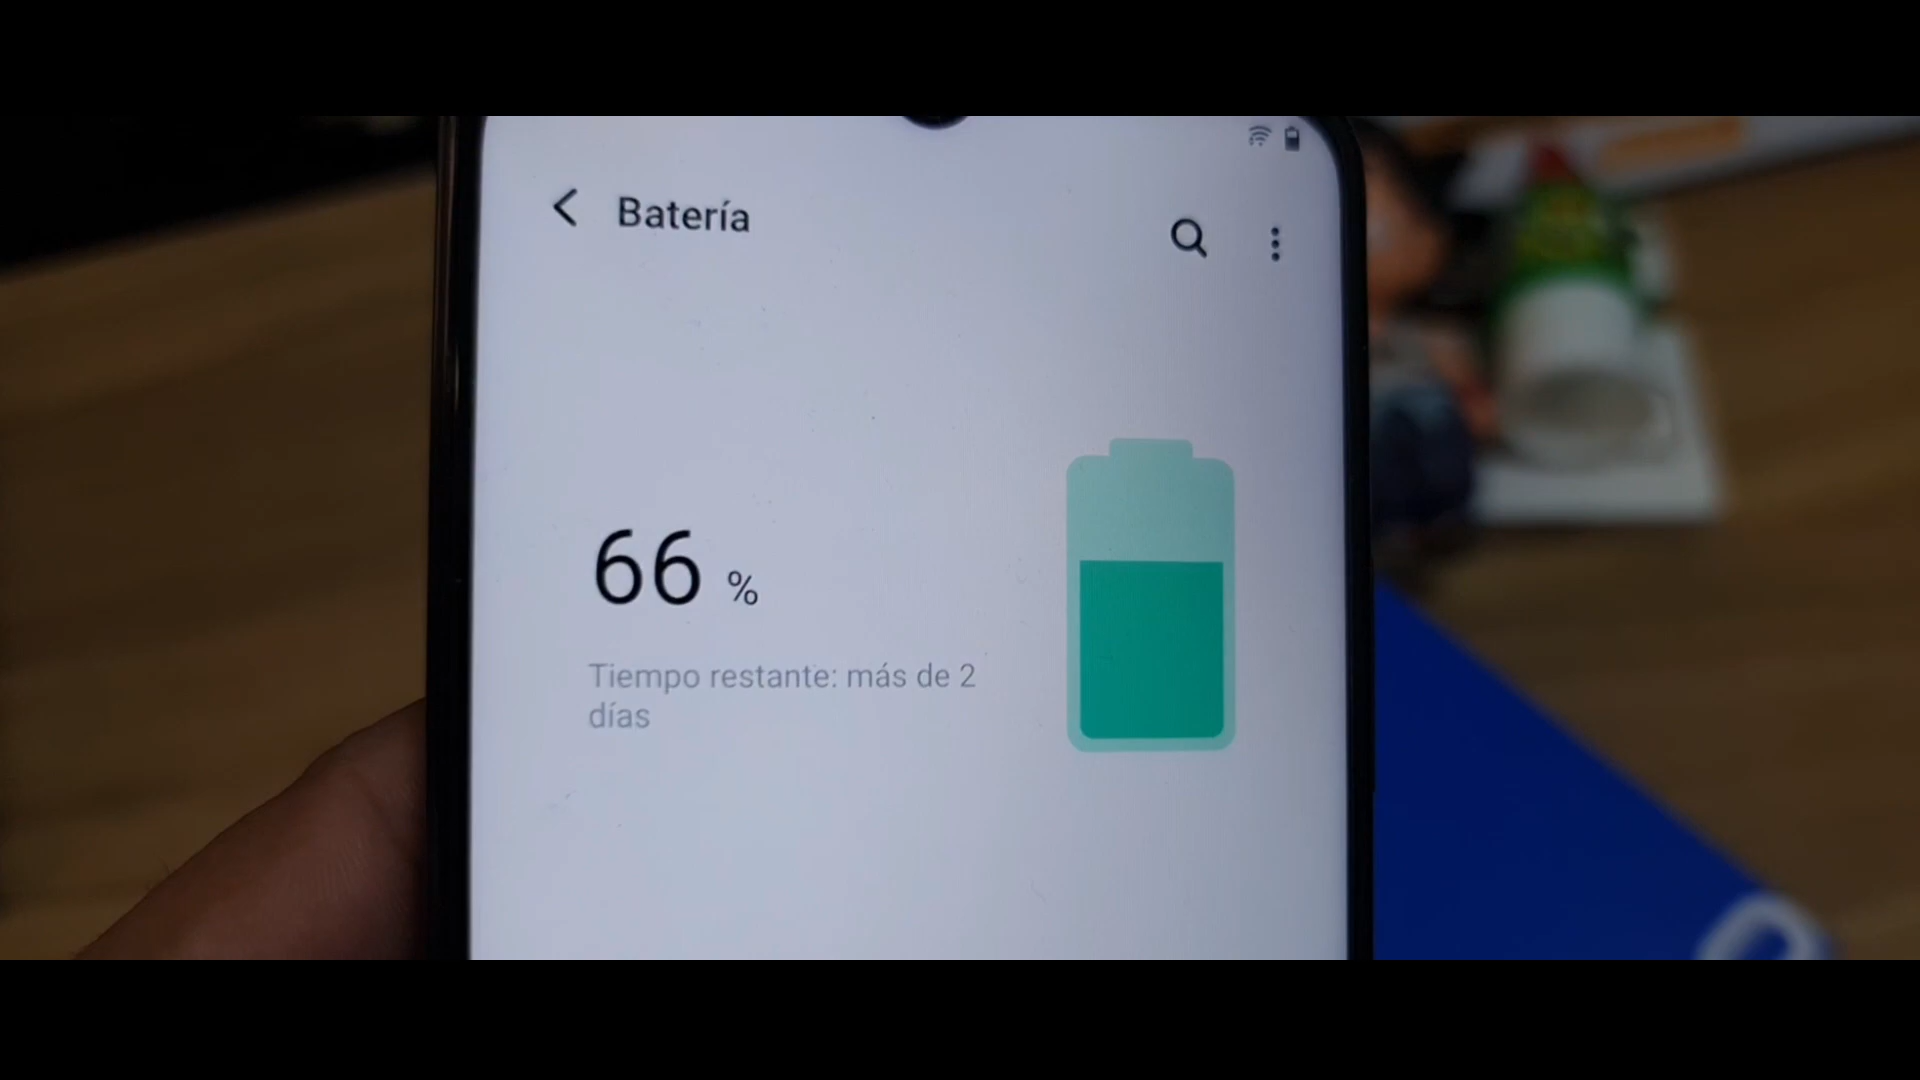 Batería
66 %
Tiempo restante: más de 2
días